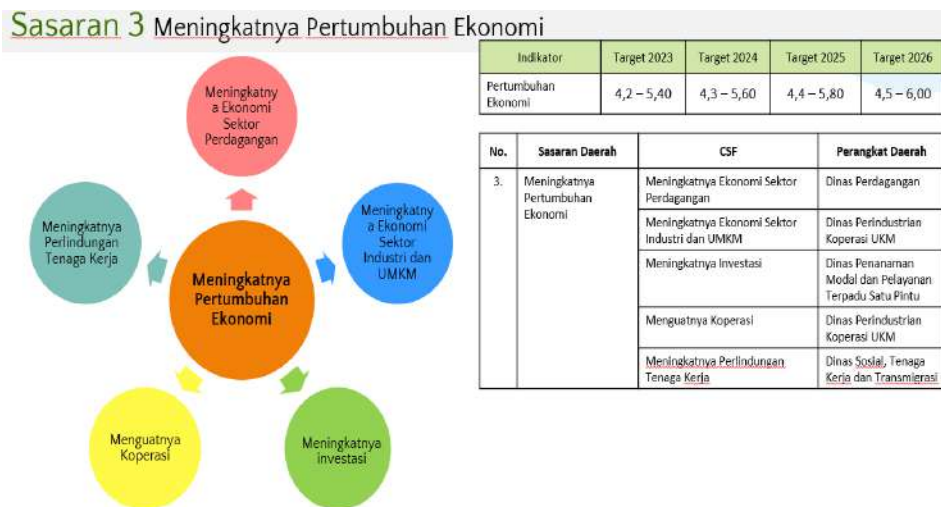 Sasaran 3 Meningkatnya Pertumbuhan Ekonomi
Meningkatny
a Ekonomi
Sektor
Perdagangan
Meningkatny
a Ekonomi
Sektor
Industri dan
UMKM
Meningkatnya
investasi
Menguatnya
Koperasi
Meningkatnya
Perlindungan
Tenaga Kerja
Meningkatnya
Pertumbuhan
Ekonomi
Indikator Target 2023 Target 2024 Target 2025 Target 2026
Pertumbuhan
Ekonomi
4,2 – 5,40 4,3 – 5,60 4,4 – 5,80 4,5 – 6,00
No. Sasaran Daerah CSF Perangkat Daerah
3. Meningkatnya
Pertumbuhan
Ekonomi
Meningkatnya Ekonomi Sektor
Perdagangan
Dinas Perdagangan
Meningkatnya Ekonomi Sektor
Industri dan UMKM
Dinas Perindustrian
Koperasi UKM
Meningkatnya Investasi
Dinas Penanaman
Modal dan Pelayanan
Terpadu Satu Pintu
Menguatnya Koperasi
Dinas Perindustrian
Koperasi UKM
Meningkatnya Perlindungan
Tenaga Kerja
Dinas Sosial, Tenaga
Kerja dan Transmigrasi